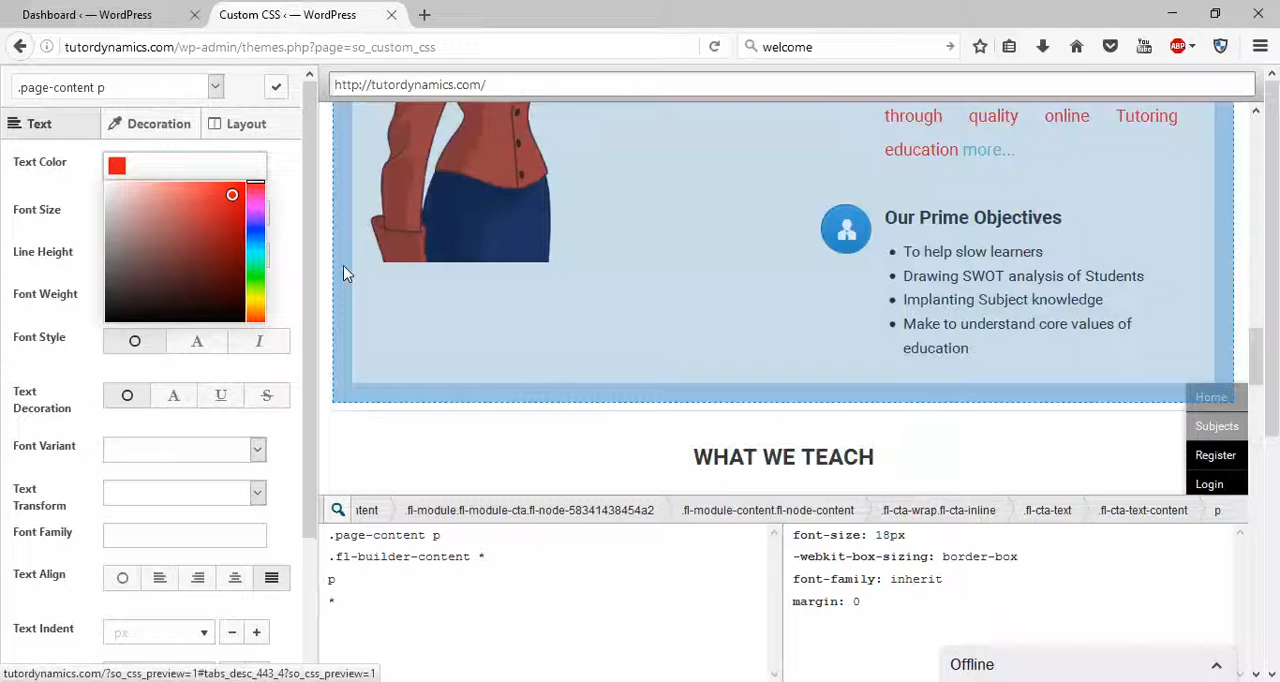 Dashboard ‹ — WordPress
Custom CSS ‹ — WordPress
tutordynamics.com/wp-admin/themes.php?page=so_custom_css
welcome
You
Tube
ABP
.page-content p
http://tutordynamics.com/
Text
Decoration
Layout
Text Color
Font Size
Line Height
Font Weight
Font Style
A
I
Text
Decoration
A
U
S
Font Variant
Text
Transform
Font Family
Text Align
Text Indent
px
through quality online Tutoring
education more...
Our Prime Objectives
To help slow learners
Drawing SWOT analysis of Students
Implanting Subject knowledge
Make to understand core values of
education
Home
Subjects
Register
Login
WHAT WE TEACH
tent
.fl-module.fl-module-cta.fl-node-58341438454a2
.fl-module-content.fl-node-content
.fl-cta-wrap.fl-cta-inline
.fl-cta-text
.fl-cta-text-content
p
.page-content p
.fl-builder-content *
p
*
font-size: 18px
-webkit-box-sizing: border-box
font-family: inherit
margin: 0
Offline
tutordynamics.com/?so_css_preview=1#tabs_desc_443_4?so_css_preview=1